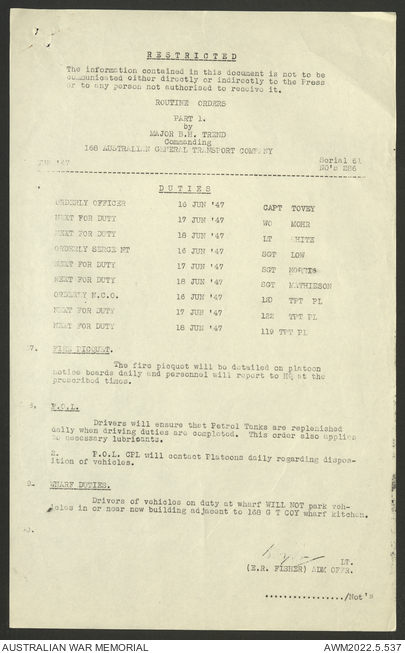 RESTRICTED
The information contained in this document is not to be
communicated either directly or indirectly to the Press
or to any person not authorised to receive it.
ROUTINE ORDERS
PART 1.
by
MAJOR B.H. TREND
Commanding
168 AUSTRALIAN GENERAL TRANSPORT COMPANY
JUN '47 Serial 61
RO's 286
DUTIES
ORDERLY OFFICER 16 JUN '47 CAPT TOVEY
NEXT FOR DUTY 17 JUN '47 WO MOHR
NEXT FOR DUTY 18 JUN '47 LT
ORDERLY SERGE NT 16 JUN '47 SGT LOW
NEXT FOR DUTY 17 JUN '47 SGT NORRIS
NEXT FOR DUTY 18 JUN '47 SGT MATHIESON
ORDERLY N.C.O. 16 JUN '47 120 TPT PL
NEXT FOR DUTY 17 JUN '47 122 TPT PL
NEXT FOR DUTY 18 JUN '47 119 TPT PL
7. FIRE PICQUET.
The fire picquet will be detailed on platoon
notice boards daily and personnel will report to HQ at the
prescribed times.
8. P.O.L.
Drivers will ensure that Petrol Tanks are replenished
daily when driving duties are completed. This order also applies
to necessary lubricants.
2. P.O.L. CPL will contact Platoons daily regarding dispos-
ition of vehicles.
9. WHARF DUTIES.
Drivers of vehicles on duty at wharf WILL NOT park veh-
icles in or near new building adjacent to 168 G T COY wharf kitchen.
LT.
(E.R. FISHER) ADM OFFR.
................/Not's
AUSTRALIAN WAR MEMORIAL AWM2022.5.537